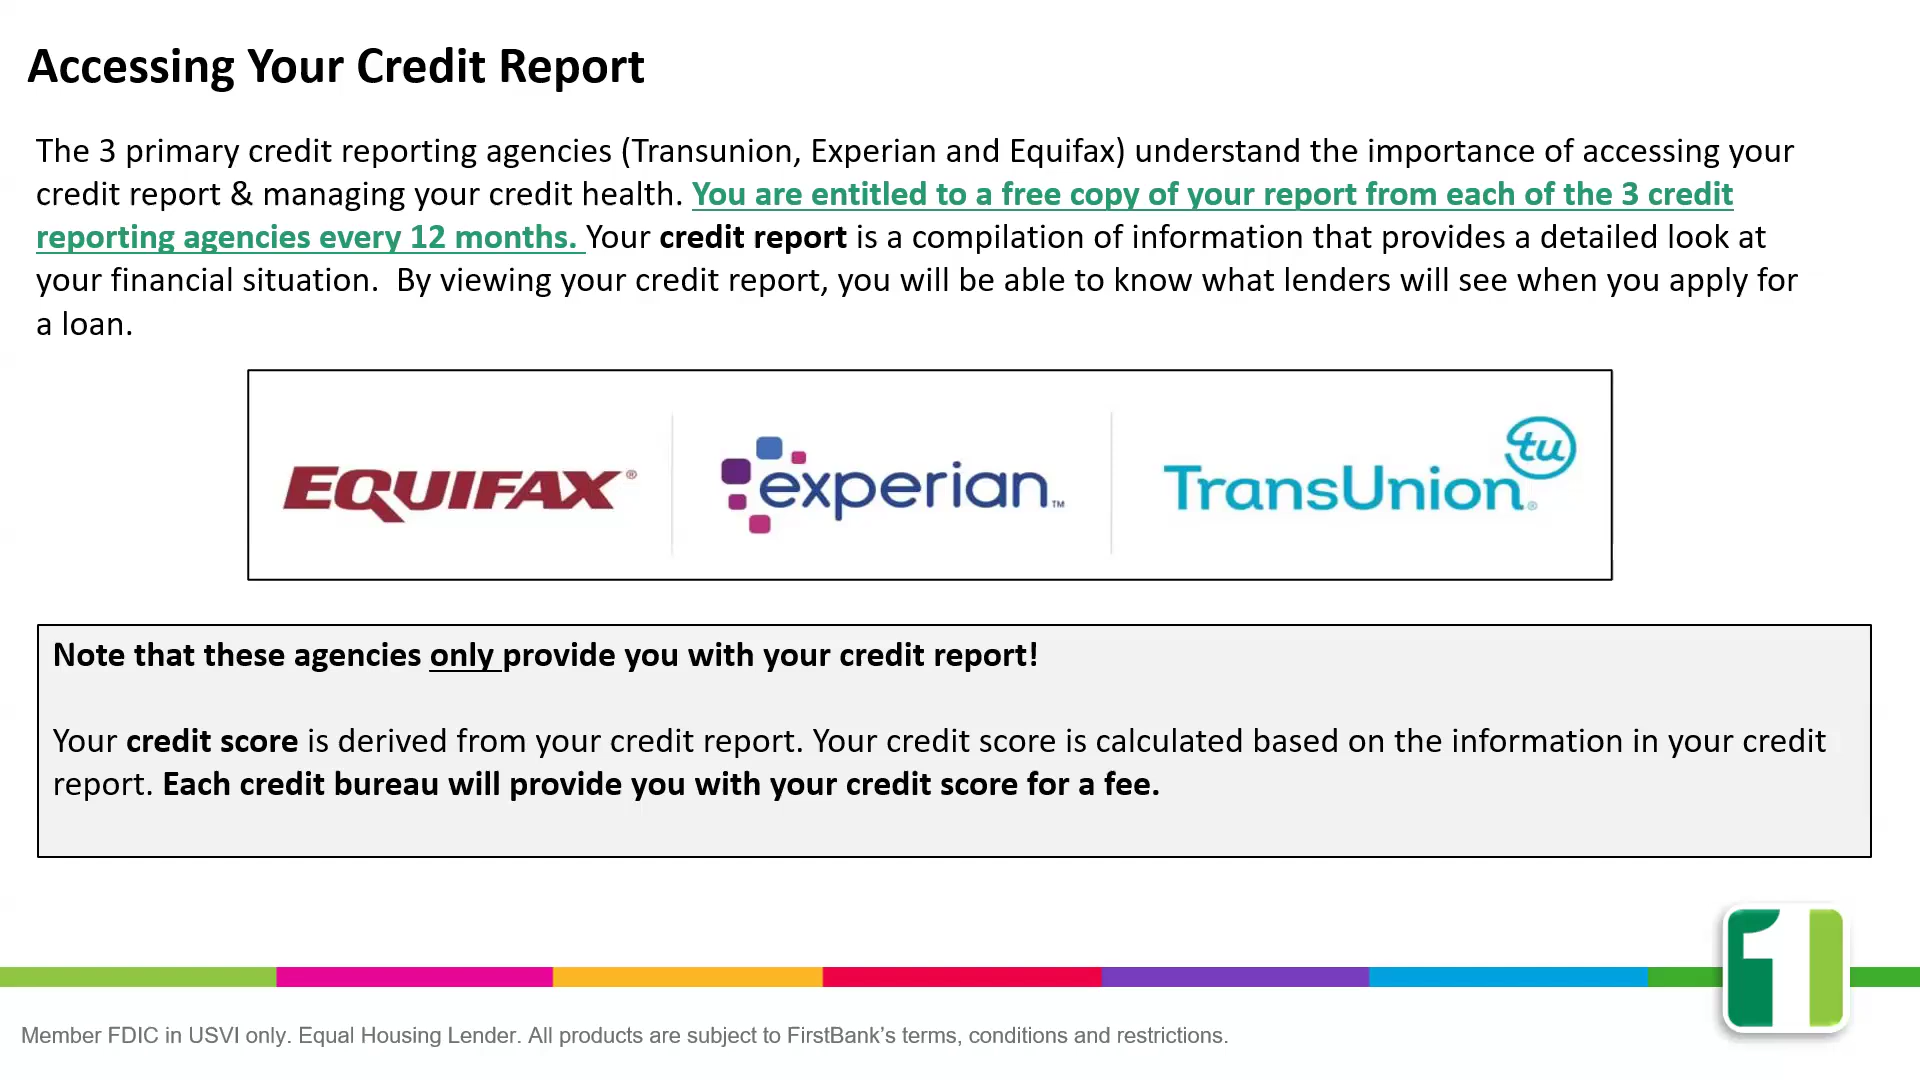 Accessing Your Credit Report
The 3 primary credit reporting agencies (Transunion, Experian and Equifax) understand the importance of accessing your
credit report & managing your credit health. You are entitled to a free copy of your report from each of the 3 credit
reporting agencies every 12 months. Your credit report is a compilation of information that provides a detailed look at
your financial situation.  By viewing your credit report, you will be able to know what lenders will see when you apply for
a loan.
EQUIFAX®
experian™
TransUnion® tu
Note that these agencies only provide you with your credit report!
Your credit score is derived from your credit report. Your credit score is calculated based on the information in your credit
report. Each credit bureau will provide you with your credit score for a fee.
1
Member FDIC in USVI only. Equal Housing Lender. All products are subject to FirstBank’s terms, conditions and restrictions.